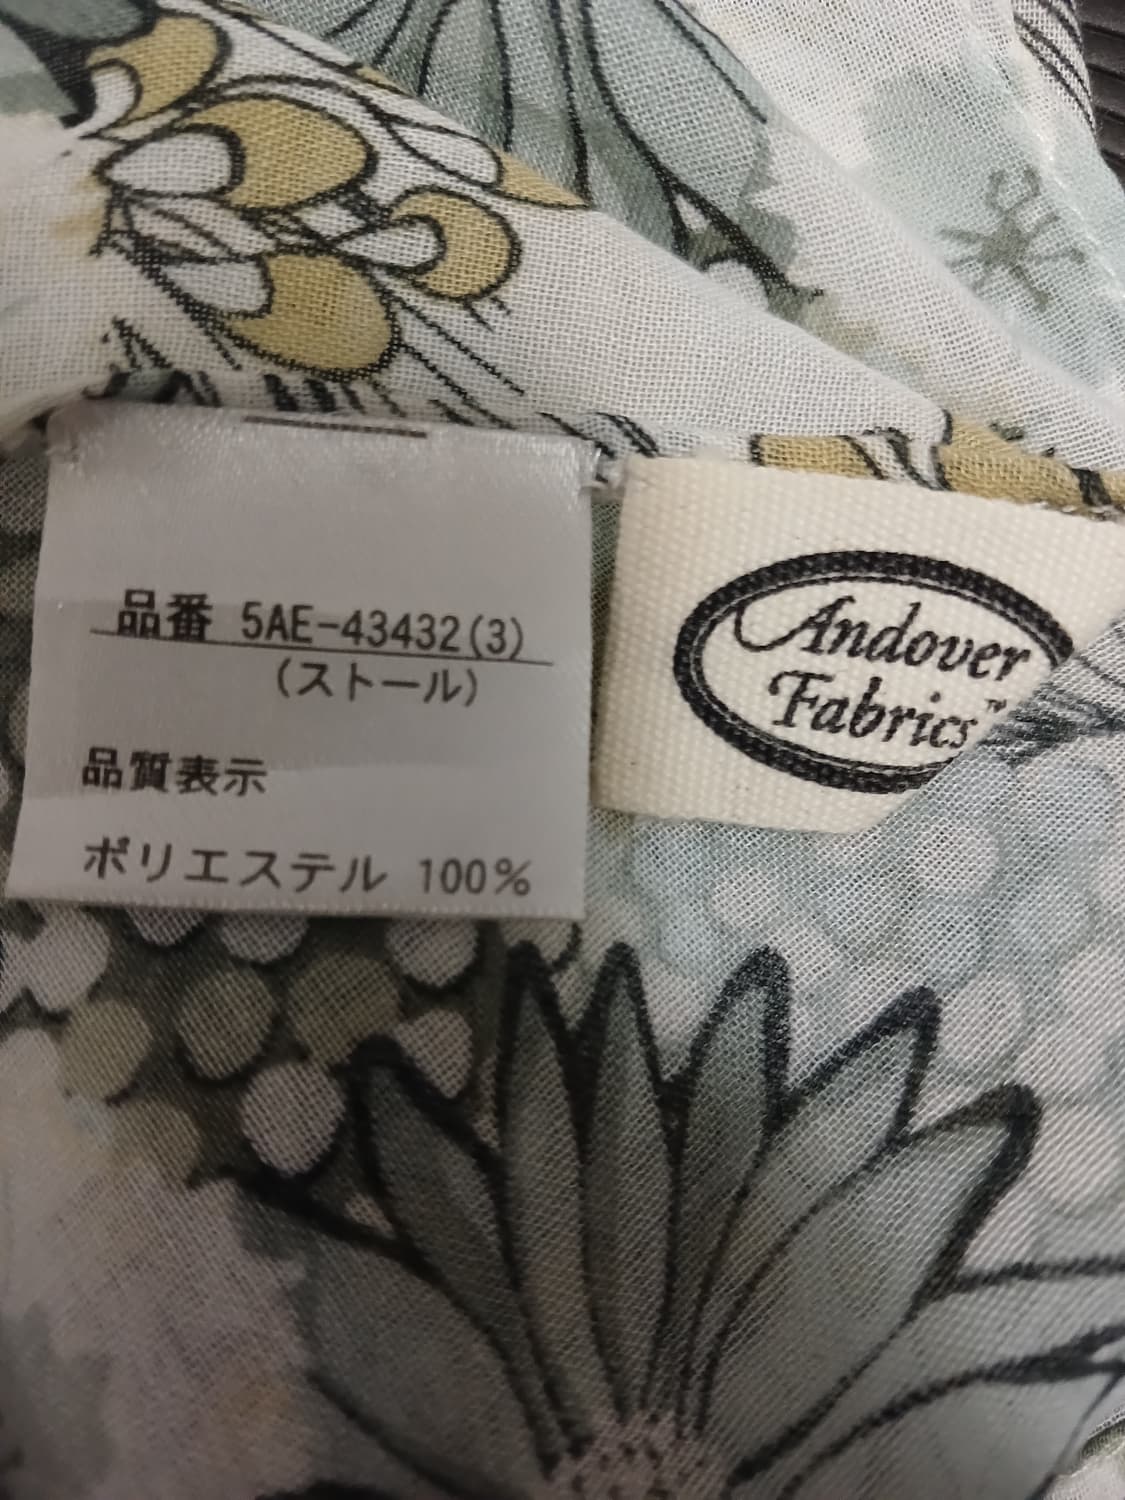 品番 5AE-43432(3)
(ストール)
品質表示
ポリエステル 100%
Andover
Fabrics™